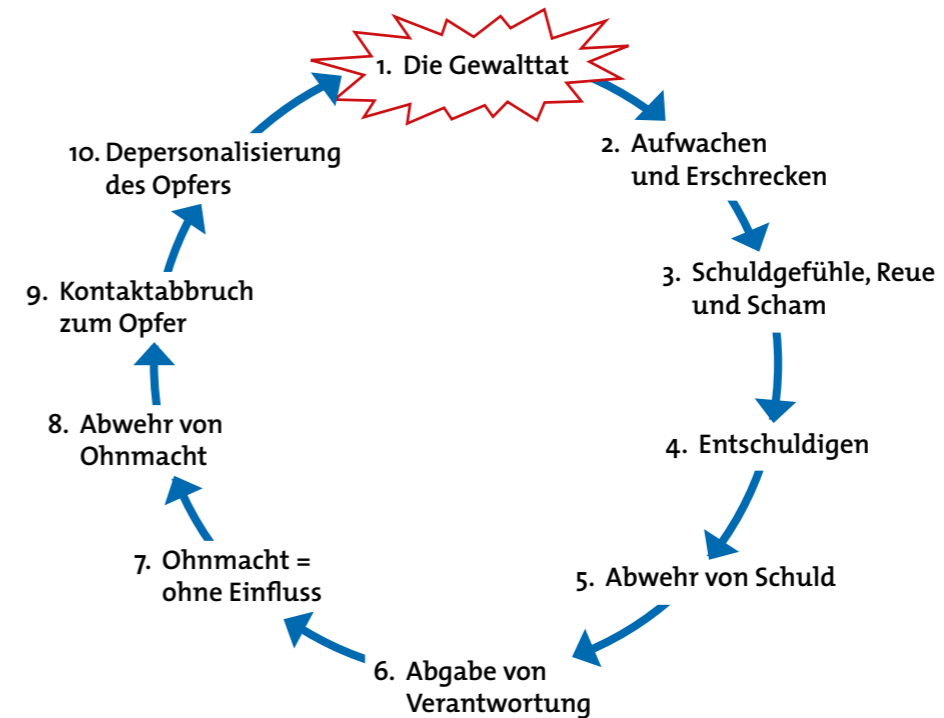 1. Die Gewalttat
2. Aufwachen
und Erschrecken
3. Schuldgefühle, Reue
und Scham
4. Entschuldigen
5. Abwehr von Schuld
6. Abgabe von
Verantwortung
7. Ohnmacht =
ohne Einfluss
8. Abwehr von
Ohnmacht
9. Kontaktabbruch
zum Opfer
10. Depersonalisierung
des Opfers